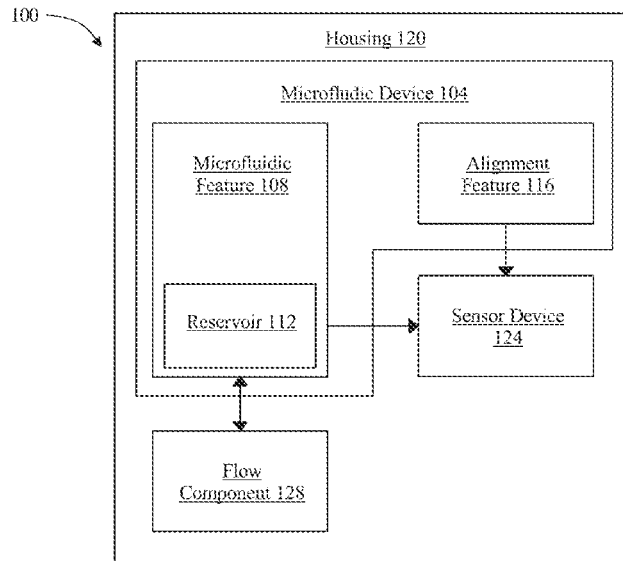 100
Housing 120
Microfludic Device 104
Microfluidic
Feature 108
Alignment
Feature 116
Reservoir 112
Sensor Device
124
Flow
Component 128